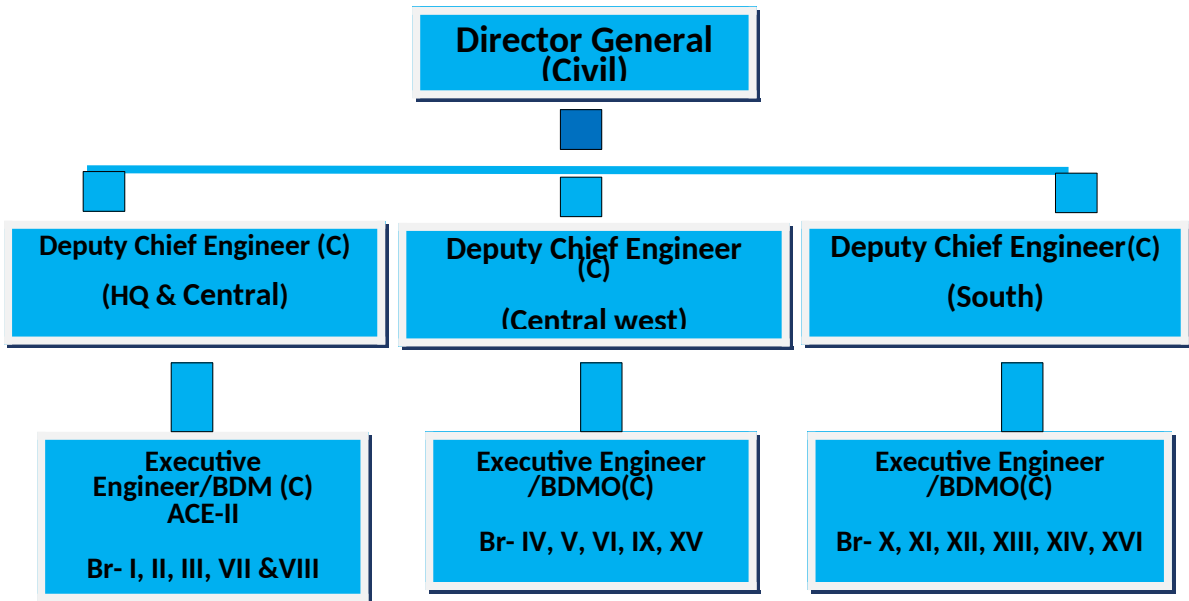 Director General
(Civil)
Deputy Chief Engineer (C)
(HQ & Central)
Deputy Chief Engineer
(C)
(Central west)
Deputy Chief Engineer(C)
(South)
Executive
Engineer/BDM (C)
ACE-II
Br- I, II, III, VII &VIII
Executive Engineer
/BDMO(C)
Br- IV, V, VI, IX, XV
Executive Engineer
/BDMO(C)
Br- X, XI, XII, XIII, XIV, XVI